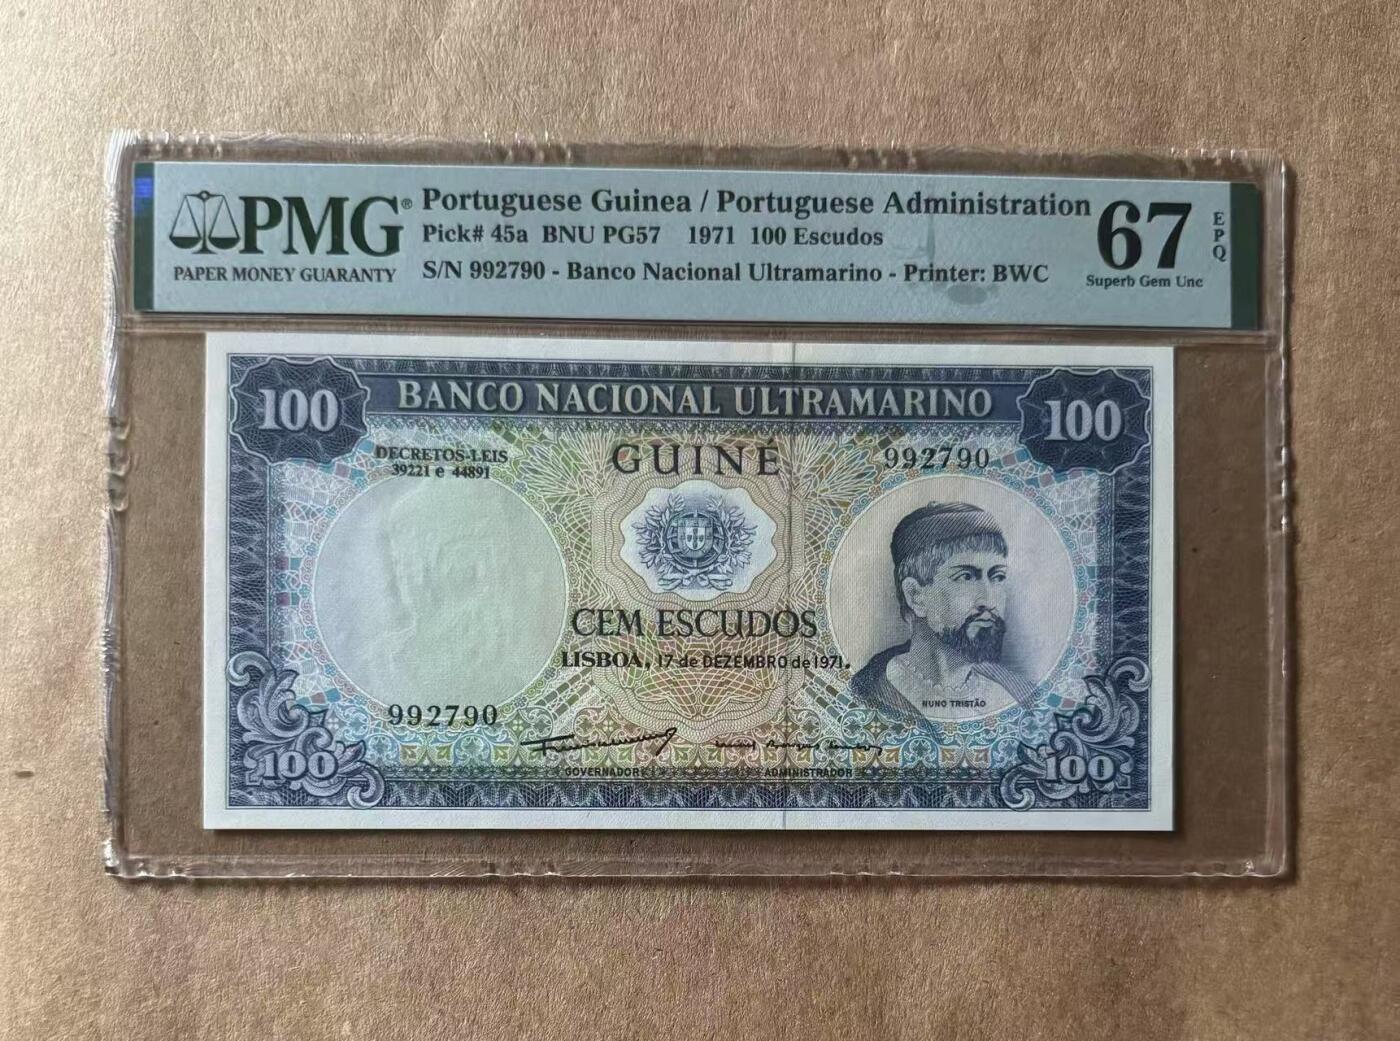 PMG®
PAPER MONEY GUARANTY
Portuguese Guinea / Portuguese Administration
Pick# 45a BNU PG57 1971 100 Escudos
S/N 992790 - Banco Nacional Ultramarino - Printer: BWC
67
EPQ
Superb Gem Unc
100 BANCO NACIONAL ULTRAMARINO 100
DECRETOS-LEIS
39221 e 44891
GUINÉ
992790
CEM ESCUDOS
LISBOA, 17 de DEZEMBRO de 1971.
NUNO TRISTÃO
992790
GOVERNADOR
ADMINISTRADOR
100
100